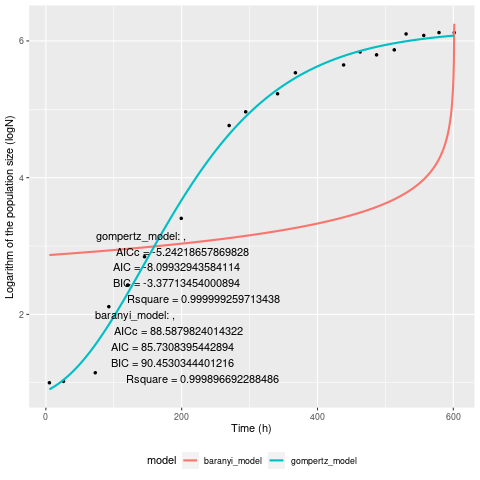 6
4
2
Logarithm of the population size (logN)
gompertz_model: ,
AICc = -5.24218657869828
AIC = -8.09932943584114
BIC = -3.37713454000894
Rsquare = 0.999999259713438
baranyi_model: ,
AICc = 88.5879824014322
AIC = 85.7308395442894
BIC = 90.4530344401216
Rsquare = 0.999896692288486
0 200 400 600
Time (h)
model baranyi_model gompertz_model